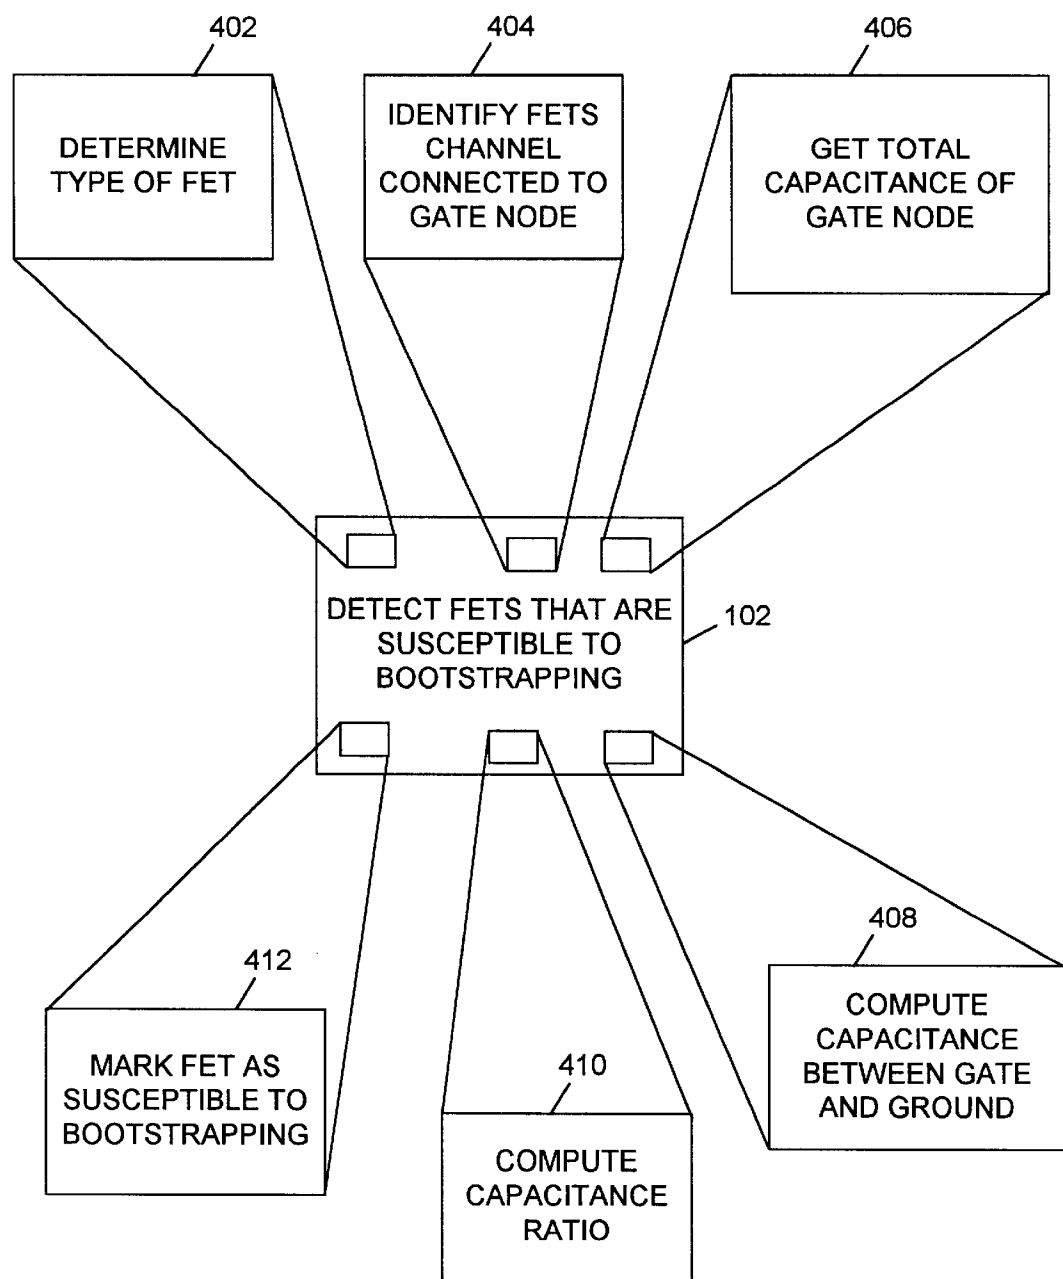 402
DETERMINE
TYPE OF FET
404
IDENTIFY FETS
CHANNEL
CONNECTED TO
GATE NODE
406
GET TOTAL
CAPACITANCE OF
GATE NODE
DETECT FETS THAT ARE
SUSCEPTIBLE TO
BOOTSTRAPPING
102
412
MARK FET AS
SUSCEPTIBLE TO
BOOTSTRAPPING
410
COMPUTE
CAPACITANCE
RATIO
408
COMPUTE
CAPACITANCE
BETWEEN GATE
AND GROUND